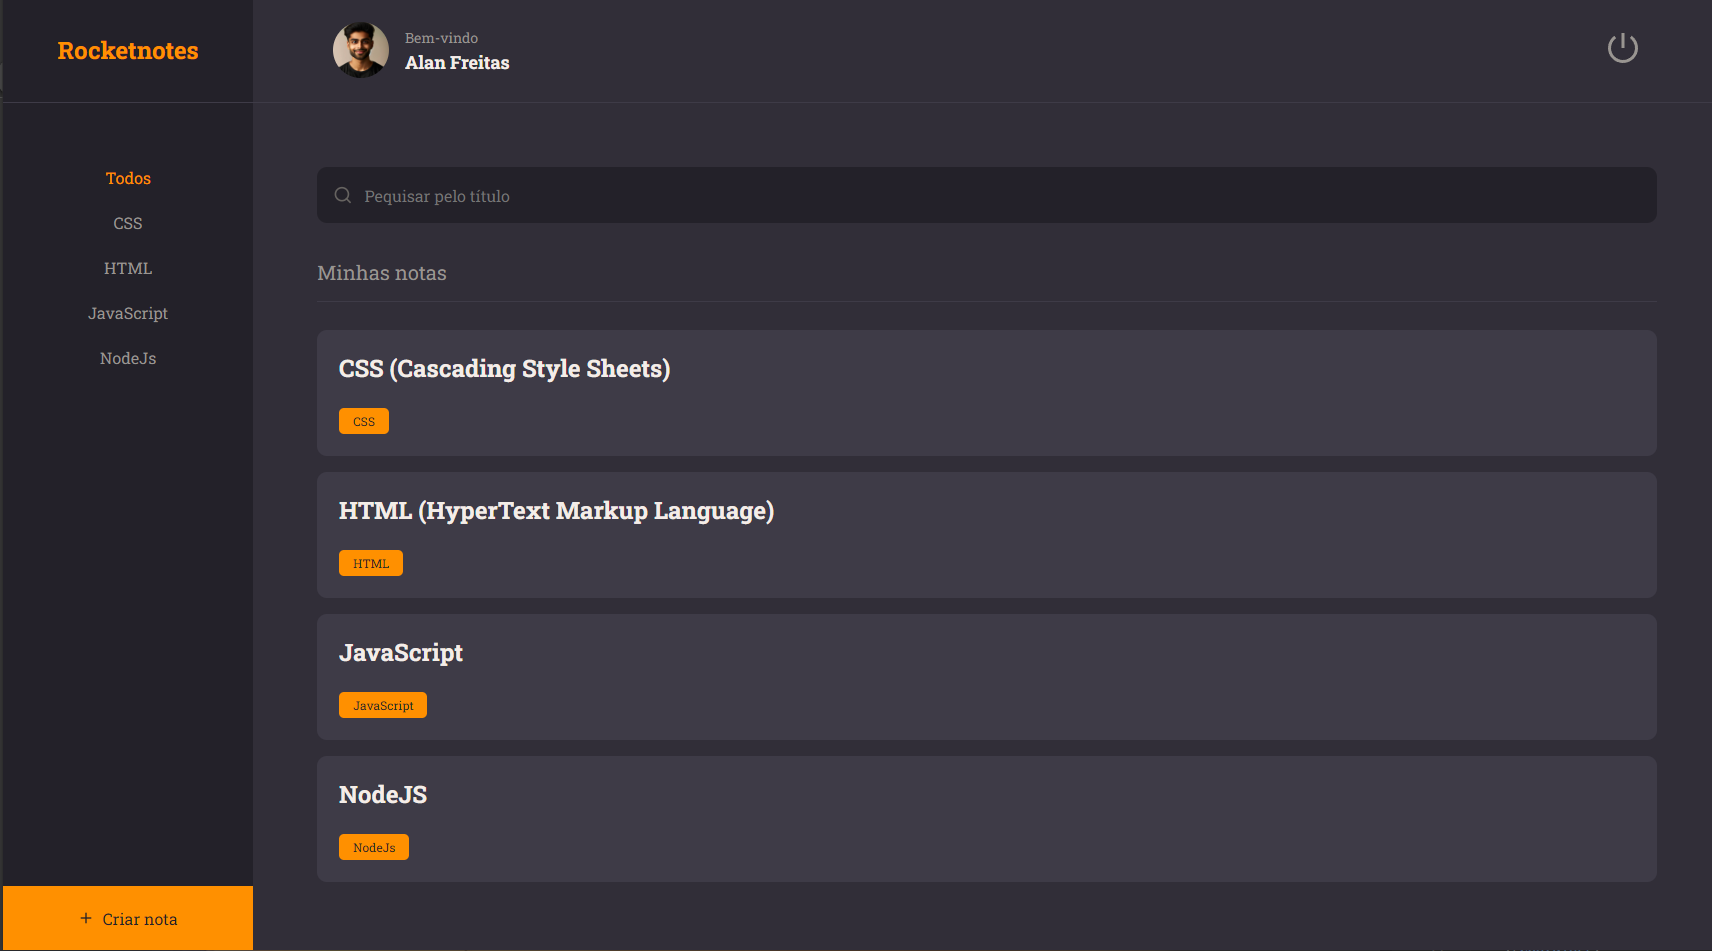 Rocketnotes
Bem-vindo
Alan Freitas
Todos
CSS
HTML
JavaScript
NodeJs
Criar nota
Pequisar pelo título
Minhas notas
CSS (Cascading Style Sheets)
CSS
HTML (HyperText Markup Language)
HTML
JavaScript
JavaScript
NodeJS
NodeJs